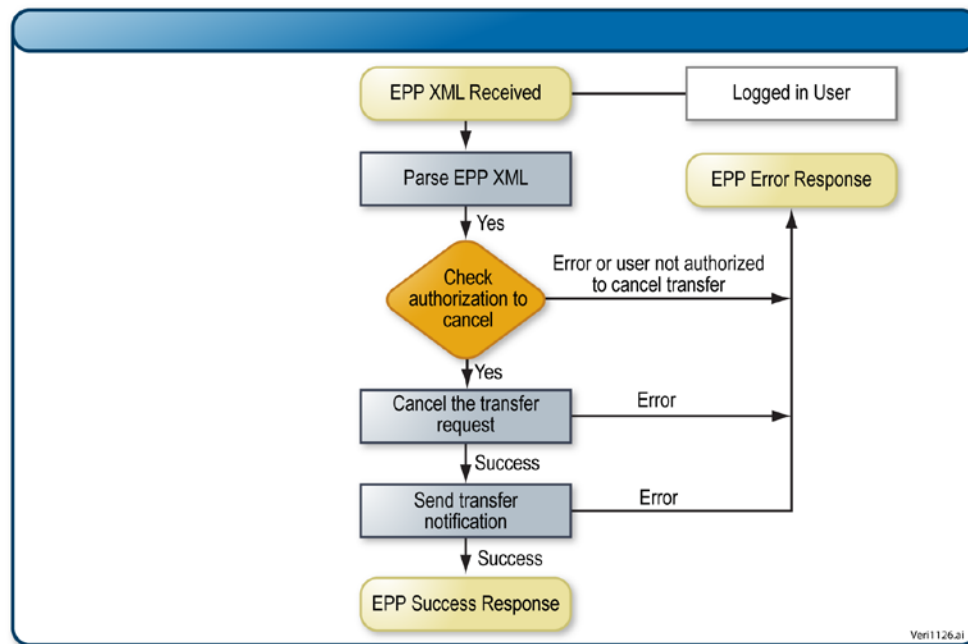 EPP XML Received
Logged in User
Parse EPP XML
EPP Error Response
Yes
Check
authorization to
cancel
Error or user not authorized
to cancel transfer
Yes
Cancel the transfer
request
Error
Success
Send transfer
notification
Error
Success
EPP Success Response
Veri1126.ai